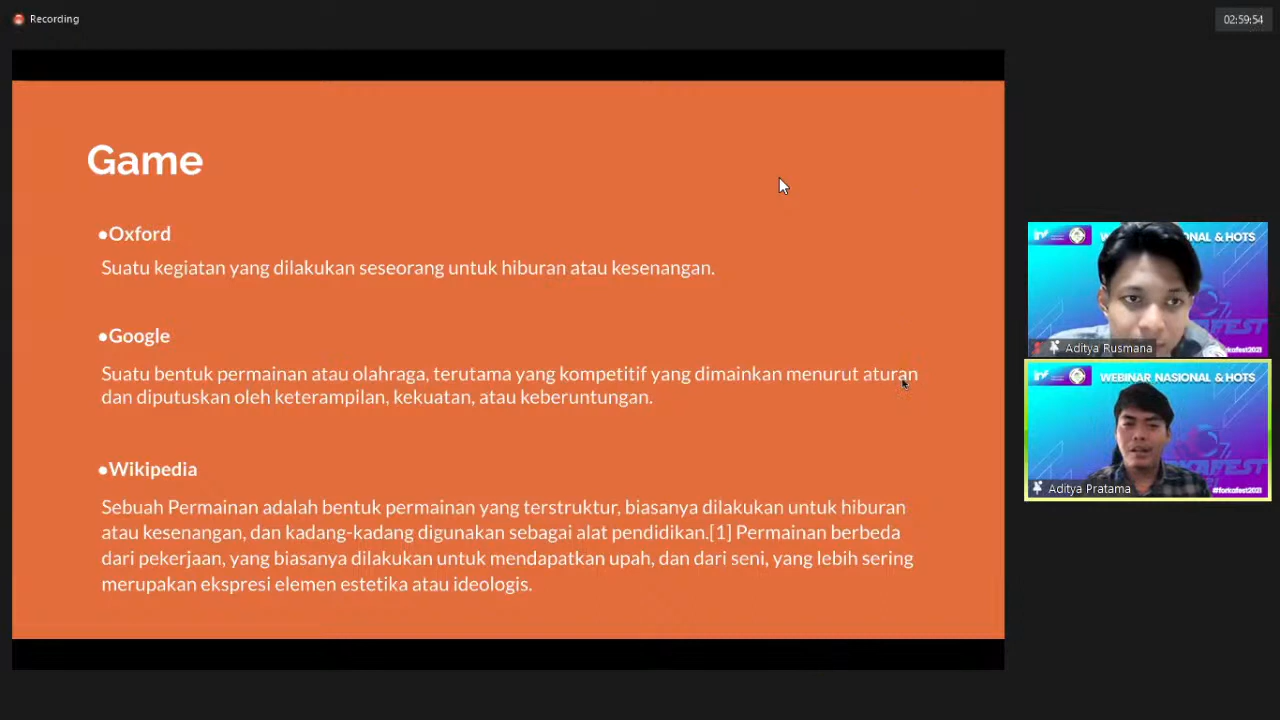 Recording
02:59:54
Game
●Oxford
Suatu kegiatan yang dilakukan seseorang untuk hiburan atau kesenangan.
●Google
Suatu bentuk permainan atau olahraga, terutama yang kompetitif yang dimainkan menurut aturan
dan diputuskan oleh keterampilan, kekuatan, atau keberuntungan.
●Wikipedia
Sebuah Permainan adalah bentuk permainan yang terstruktur, biasanya dilakukan untuk hiburan
atau kesenangan, dan kadang-kadang digunakan sebagai alat pendidikan.[1] Permainan berbeda
dari pekerjaan, yang biasanya dilakukan untuk mendapatkan upah, dan dari seni, yang lebih sering
merupakan ekspresi elemen estetika atau ideologis.
NAL & HOTS
Aditya Rusmana
WEBINAR NASIONAL & HOTS
#forkafest2021
Aditya Pratama